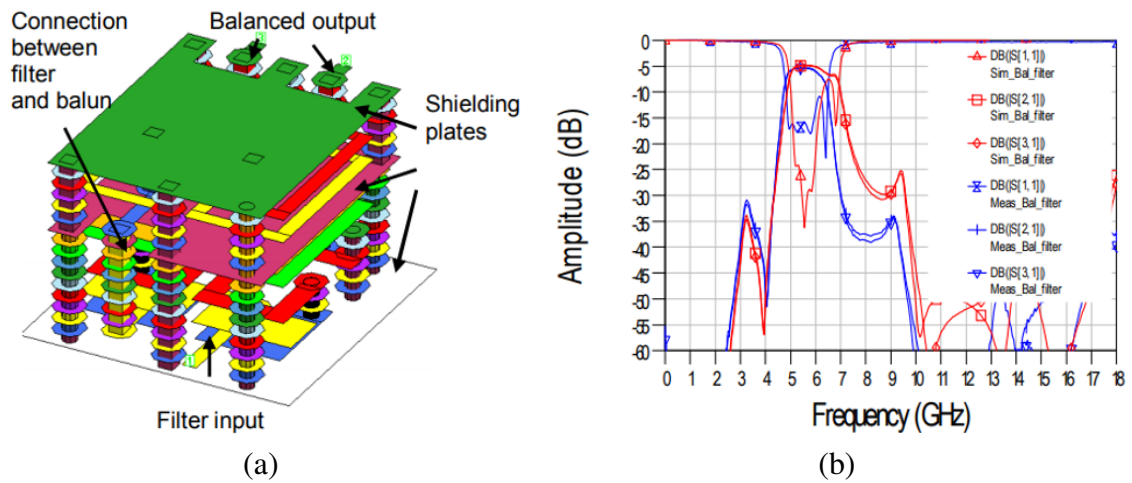 Connection
between
filter
and balun
Balanced output
1
2
Shielding
plates
1
Filter input
(a)
Amplitude (dB)
0
-5
-10
-15
-20
-25
-30
-35
-40
-45
-50
-55
-60
0 1 2 3 4 5 6 7 8 9 10 11 12 13 14 15 16 17 18
Frequency (GHz)
DB(|S[1,1]|)
Sim_Bal_filter
DB(|S[2,1]|)
Sim_Bal_filter
DB(|S[3,1]|)
Sim_Bal_filter
DB(|S[1,1]|)
Meas_Bal_filter
DB(|S[2,1]|)
Meas_Bal_filter
DB(|S[3,1]|)
Meas_Bal_filter
(b)